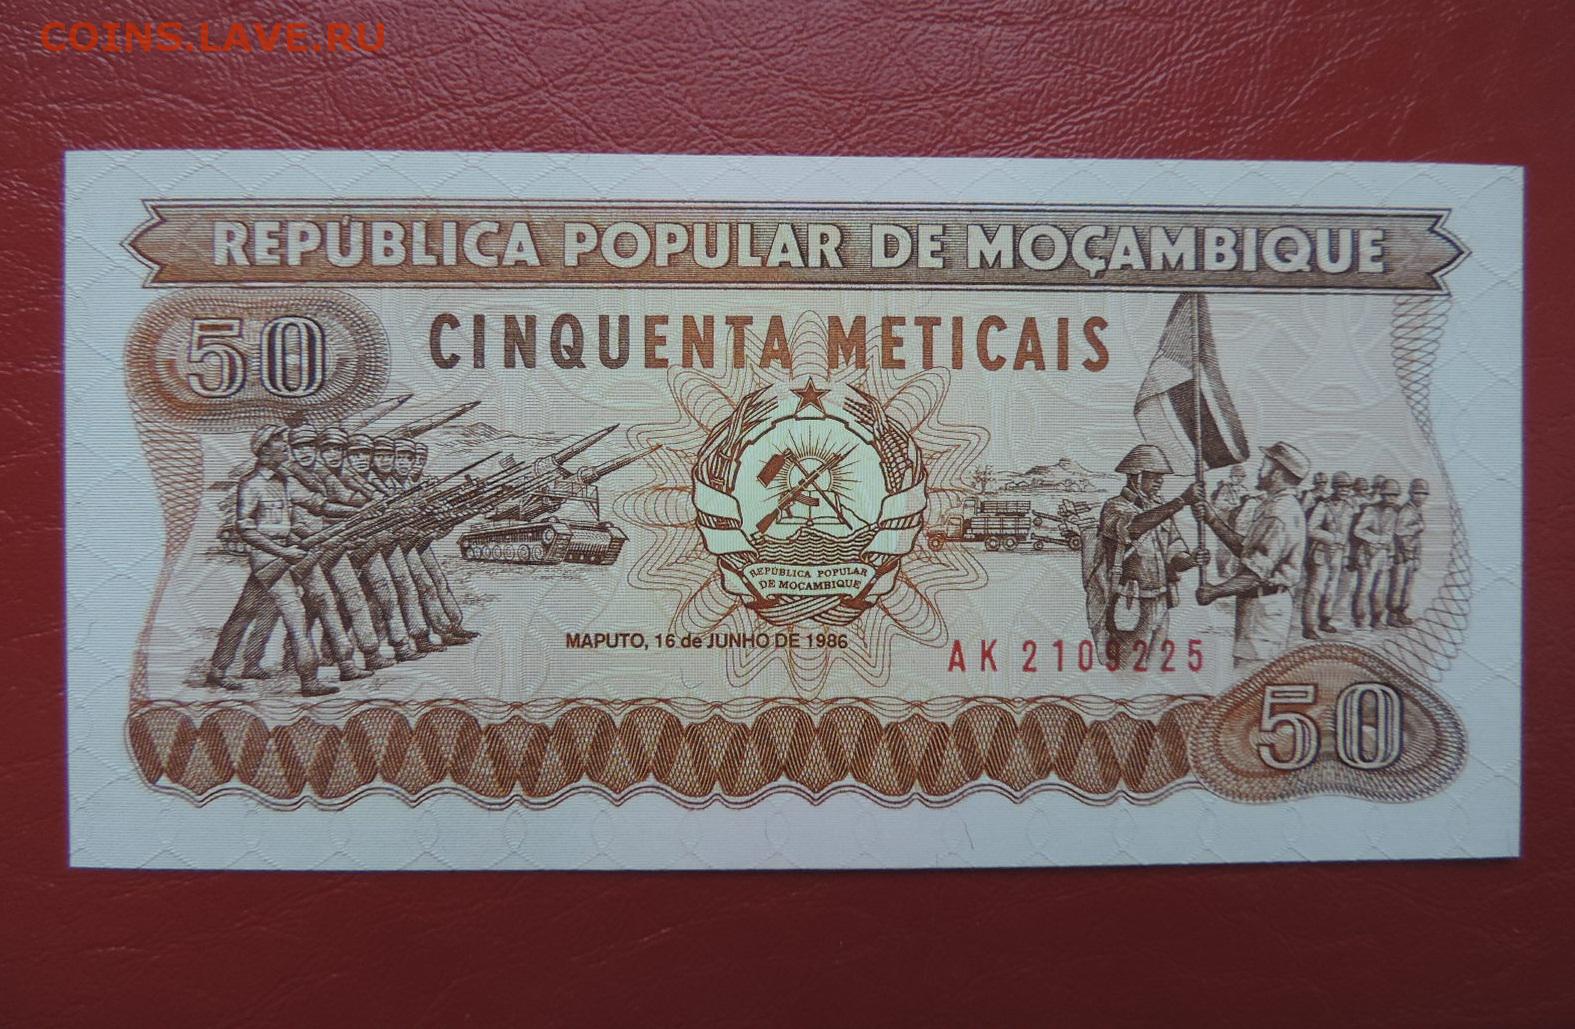 COINS.LAVE.RU
REPÚBLICA POPULAR DE MOÇAMBIQUE
50
CINQUENTA METICAIS
REPÚBLICA POPULAR
DE MOÇAMBIQUE
MAPUTO, 16 de JUNHO DE 1986
AK 2109225
50